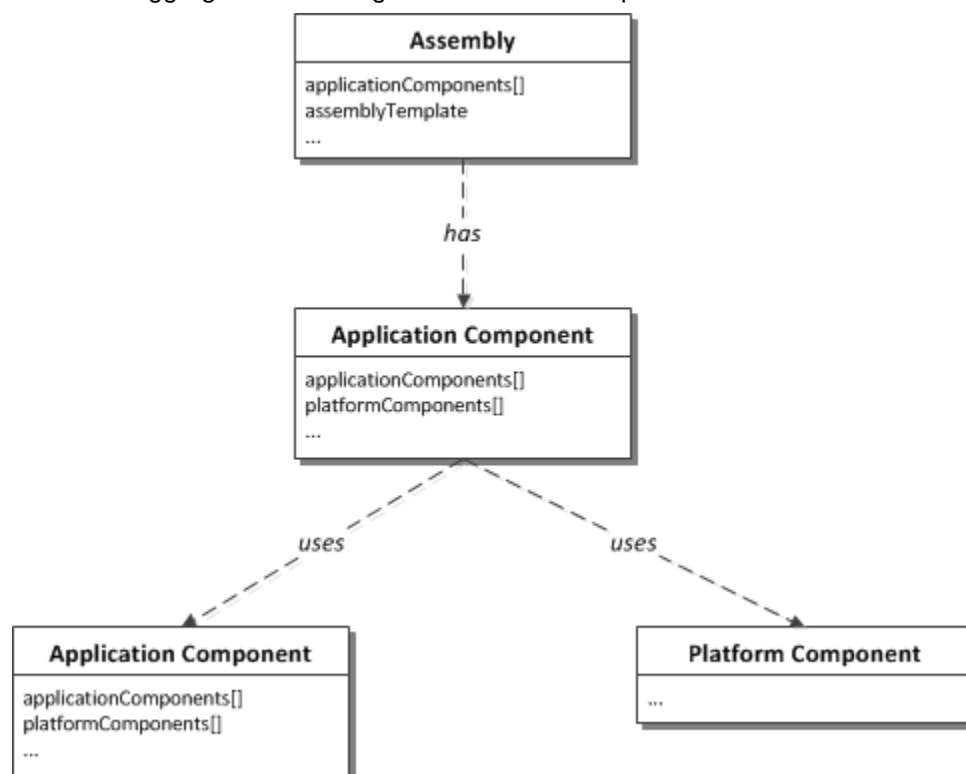 Assembly
applicationComponents[]
assemblyTemplate
...
has
Application Component
applicationComponents[]
platformComponents[]
...
uses
uses
Application Component
applicationComponents[]
platformComponents[]
...
Platform Component
...